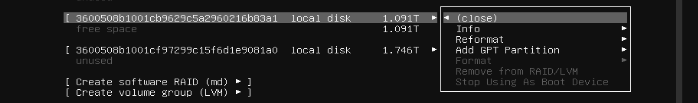 [ 3600508b1001cb9629c5a2960216b83a1  local disk  1.091T ▸
free space  1.091T
[ 3600508b1001cf97299c15f6d1e9081a0  local disk  1.746T ▸
unused
[ Create software RAID (md) ▸ ]
[ Create volume group (LVM) ▸ ]
◂ (close)
Info ▸
Reformat ▸
Add GPT Partition ▸
Format ▸
Remove from RAID/LVM
Stop Using As Boot Device